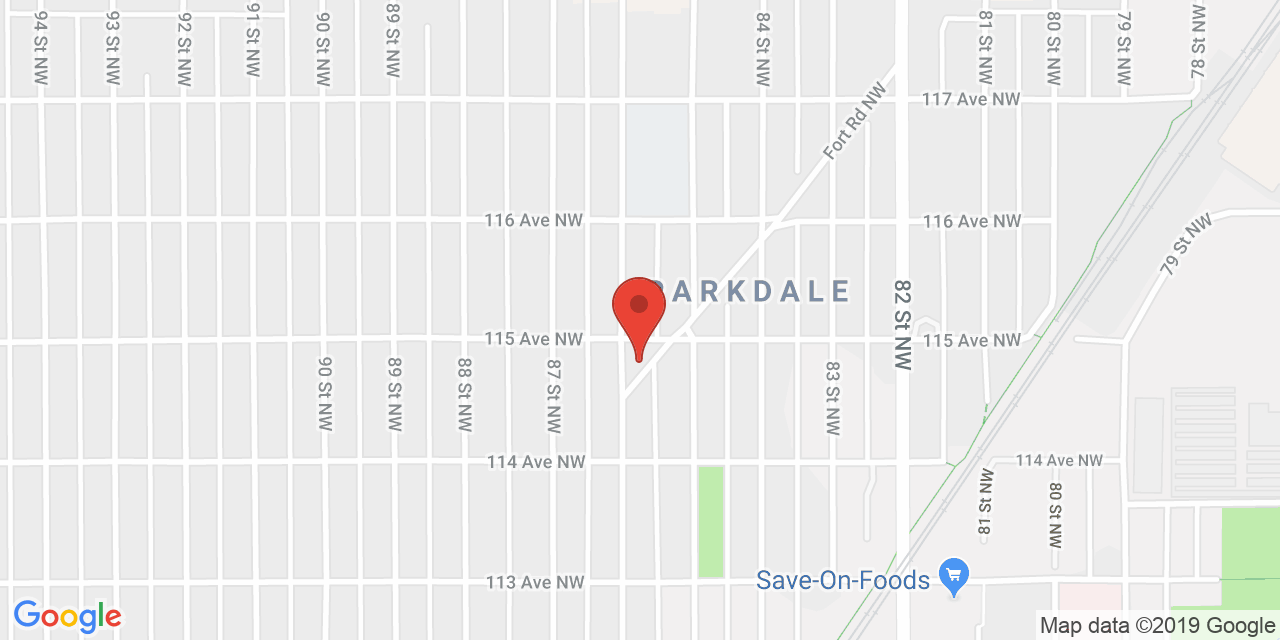 94 St NW
93 St NW
92 St NW
91 St NW
90 St NW
89 St NW
84 St NW
81 St NW
80 St NW
79 St NW
78 St NW
117 Ave NW
Fort Rd NW
116 Ave NW
116 Ave NW
79 St NW
PARKDALE
82 St NW
115 Ave NW
115 Ave NW
90 St NW
89 St NW
88 St NW
87 St NW
83 St NW
114 Ave NW
114 Ave NW
81 St NW
80 St NW
113 Ave NW
Save-On-Foods
Google
Map data ©2019 Google